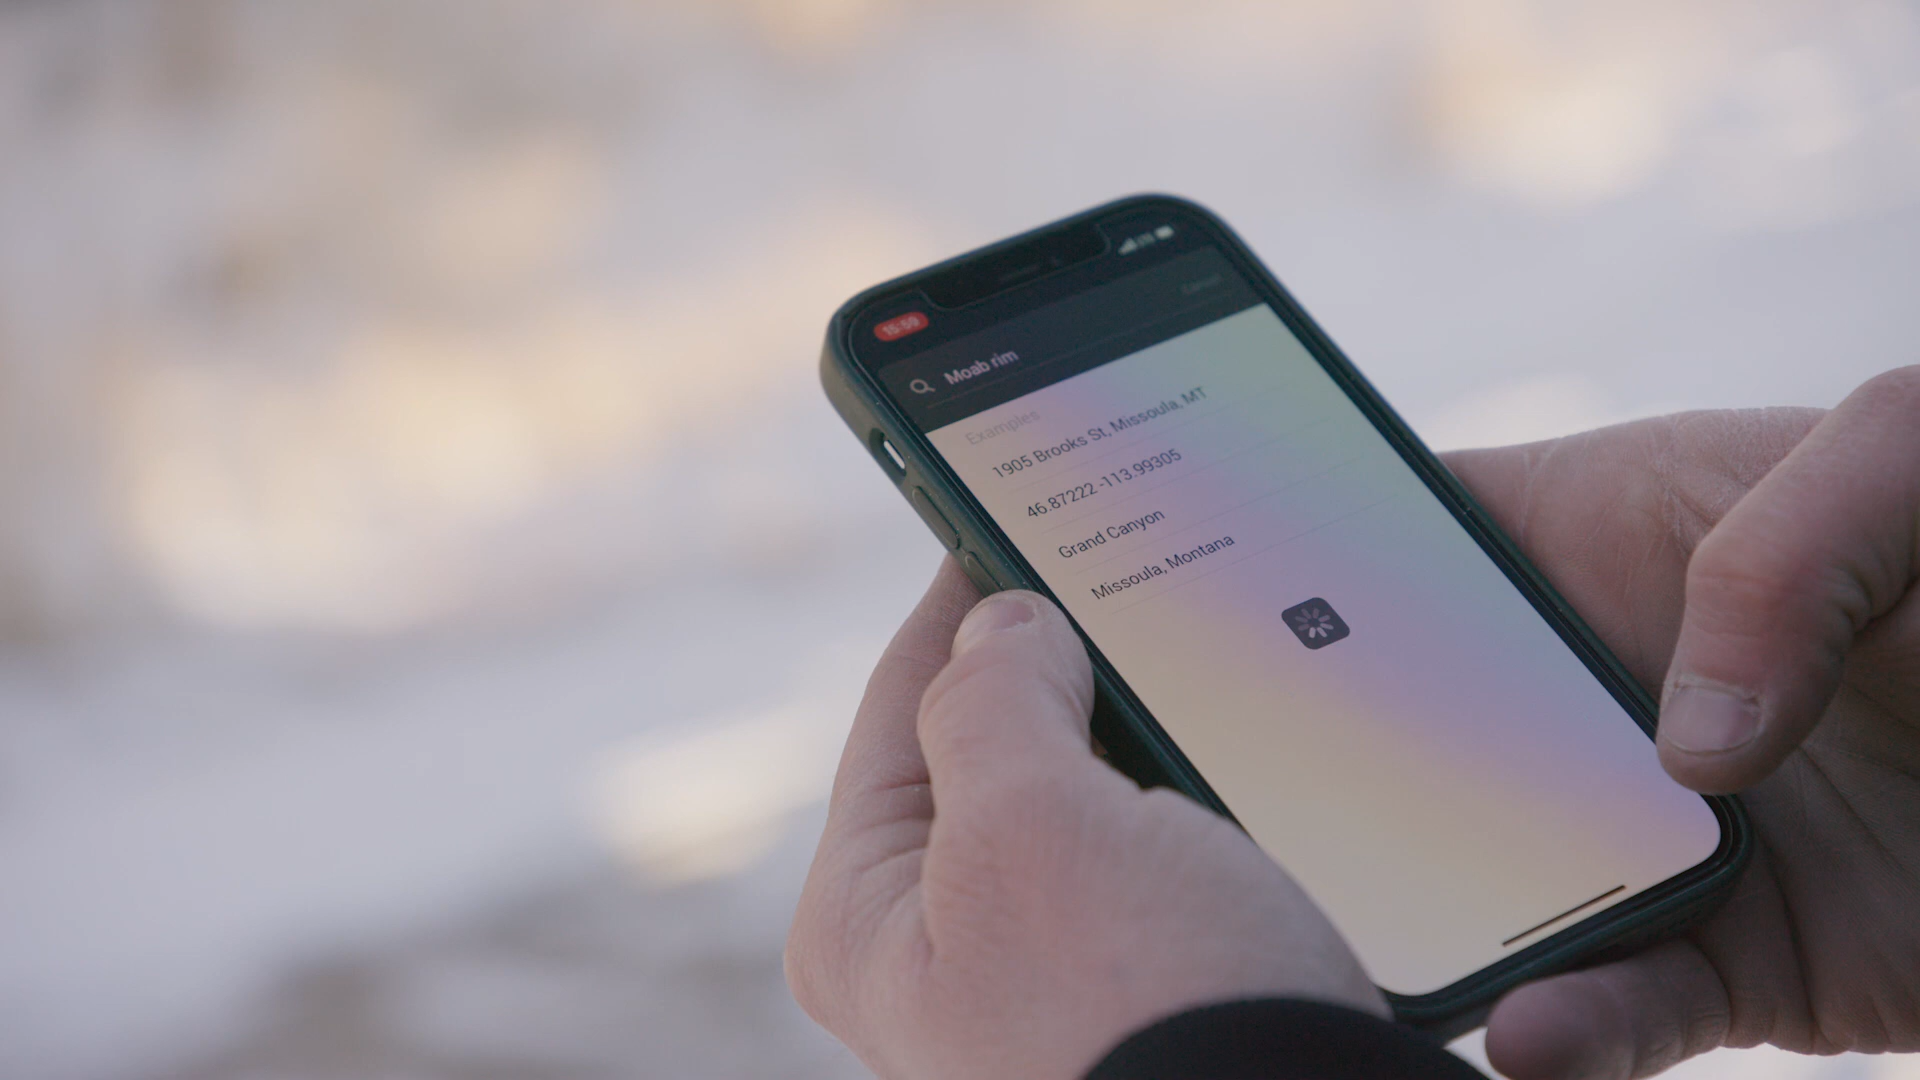 15:59
Moab rim
Examples
1905 Brooks St, Missoula, MT
46.87222 -113.99305
Grand Canyon
Missoula, Montana